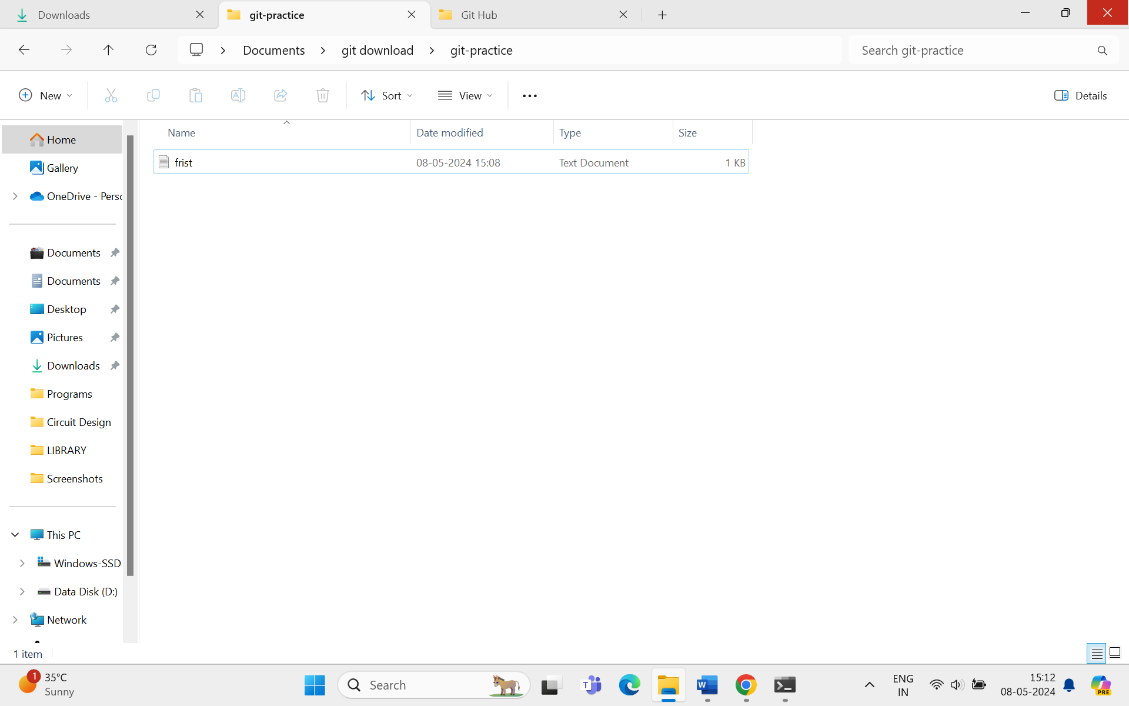 Downloads
git-practice
Git Hub
Documents
git download
git-practice
Search git-practice
New
Sort
View
Details
Name
Date modified
Type
Size
frist
08-05-2024 15:08
Text Document
1 KB
Home
Gallery
OneDrive - Perso
Documents
Documents
Desktop
Pictures
Downloads
Programs
Circuit Design
LIBRARY
Screenshots
This PC
Windows-SSD
Data Disk (D:)
Network
1 item
1
35°C
Sunny
Search
ENG
IN
15:12
08-05-2024
PRE